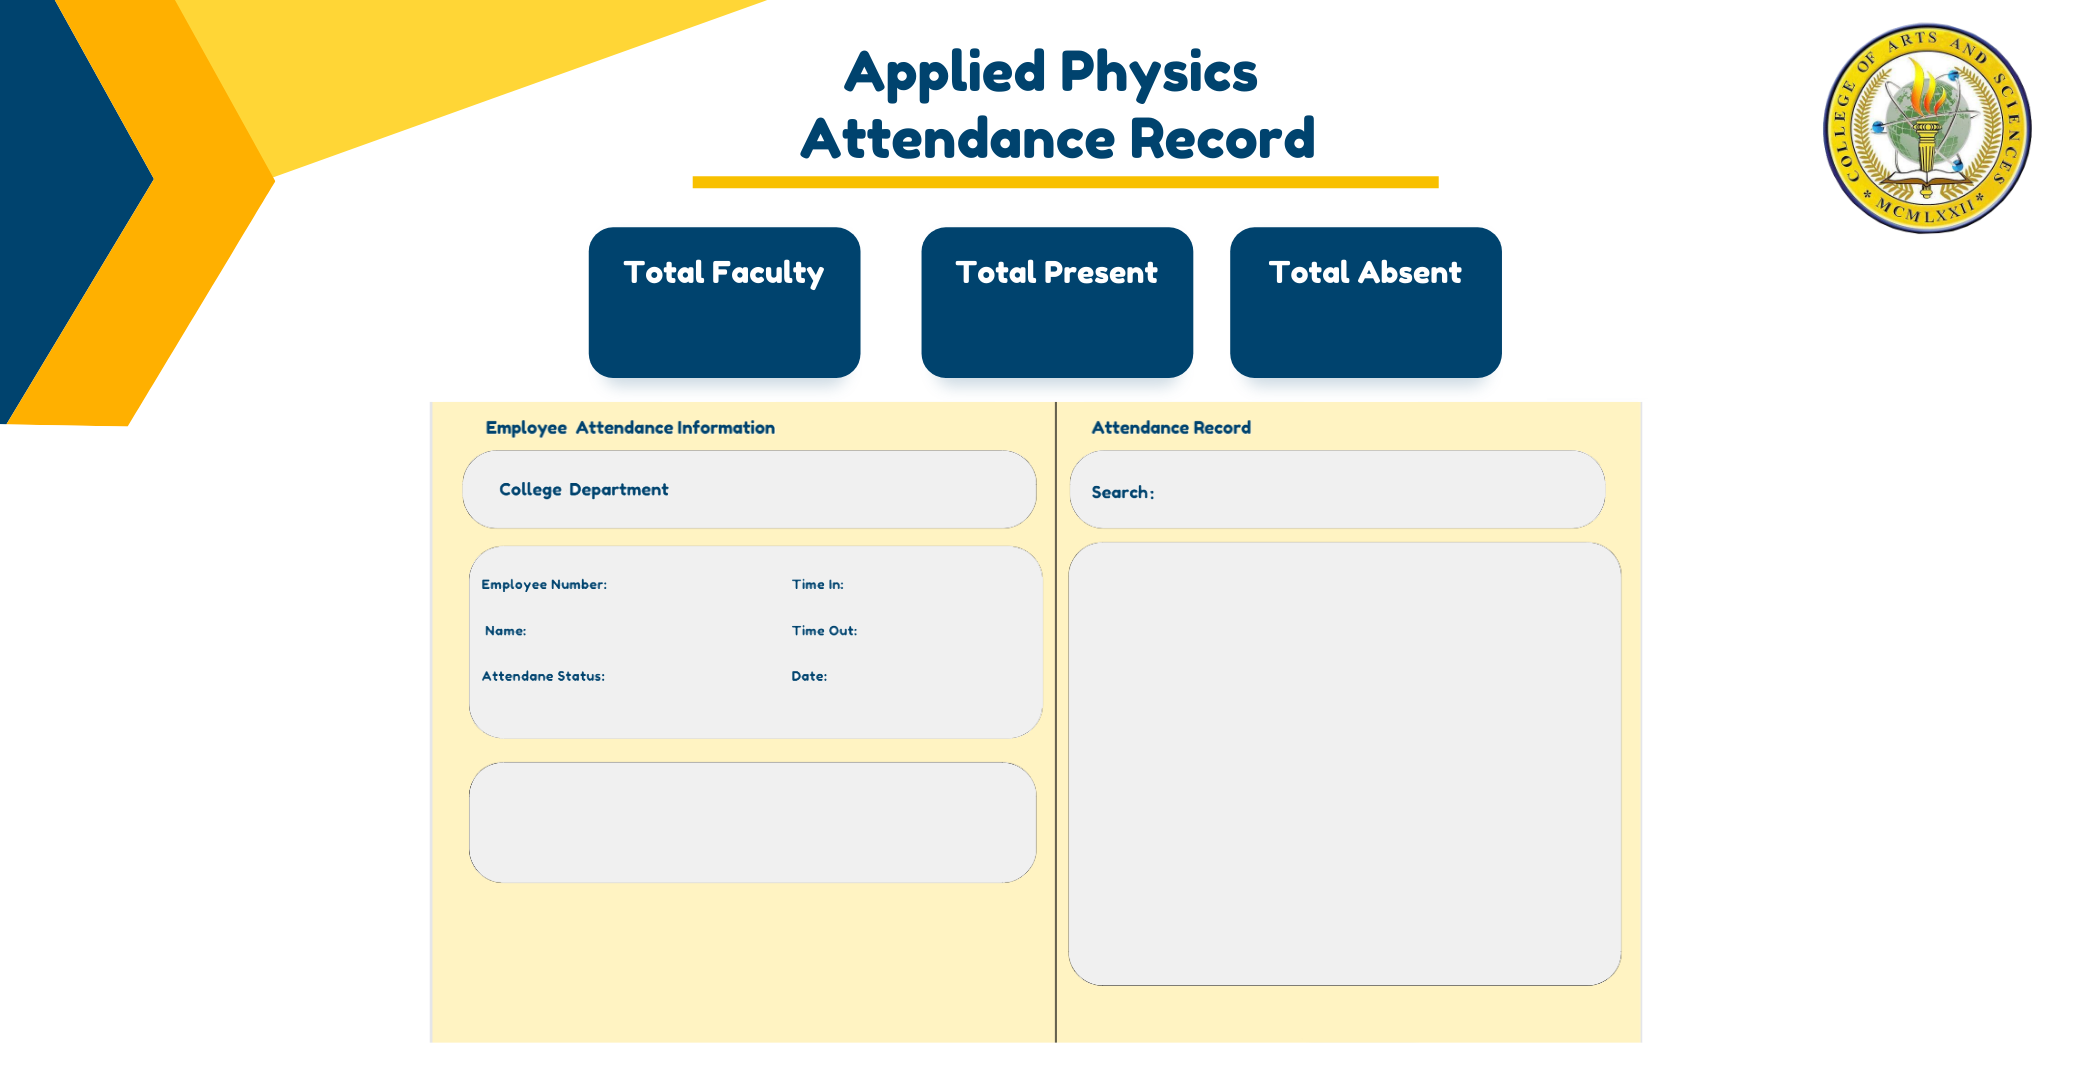 Applied Physics
Attendance Record
COLLEGE OF ARTS AND SCIENCES
* MCMLXXII *
Total Faculty
Total Present
Total Absent
Employee Attendance Information
College Department
Employee Number:
Time In:
Name:
Time Out:
Attendane Status:
Date:
Attendance Record
Search: